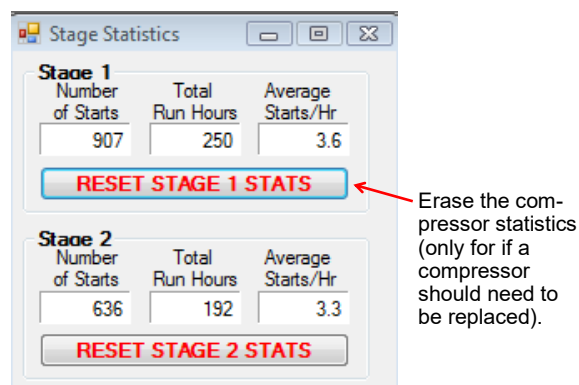 Stage Statistics
Stage 1
Number Total Average
of Starts Run Hours Starts/Hr
907 250 3.6
RESET STAGE 1 STATS
Erase the com-
pressor statistics
(only for if a
compressor
should need to
be replaced).
Stage 2
Number Total Average
of Starts Run Hours Starts/Hr
636 192 3.3
RESET STAGE 2 STATS